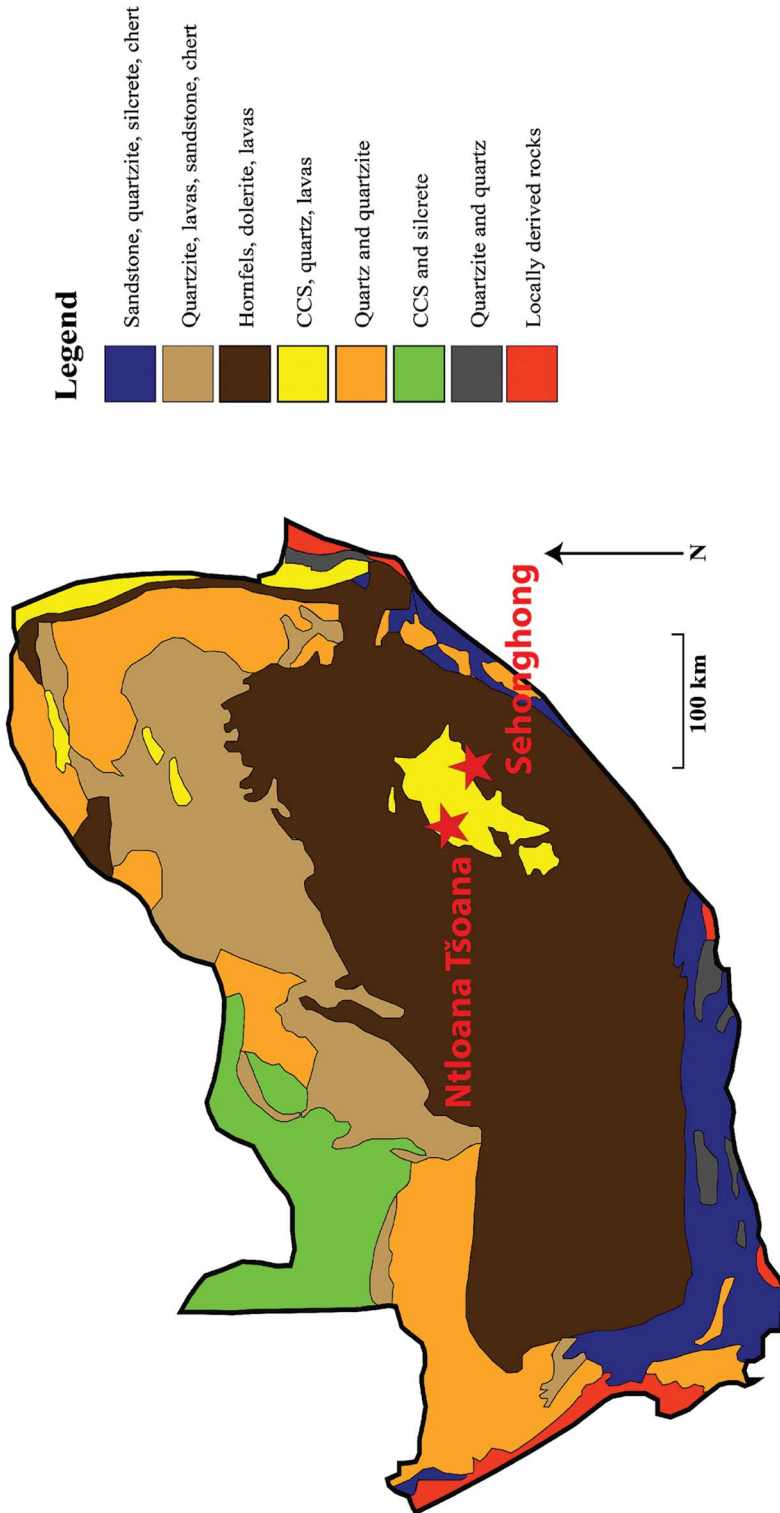 Legend
Sandstone, quartzite, silcrete, chert
Quartzite, lavas, sandstone, chert
Hornfels, dolerite, lavas
CCS, quartz, lavas
Quartz and quartzite
CCS and silcrete
Quartzite and quartz
Locally derived rocks
Ntloana Tšoana
Sehonghong
100 km
N